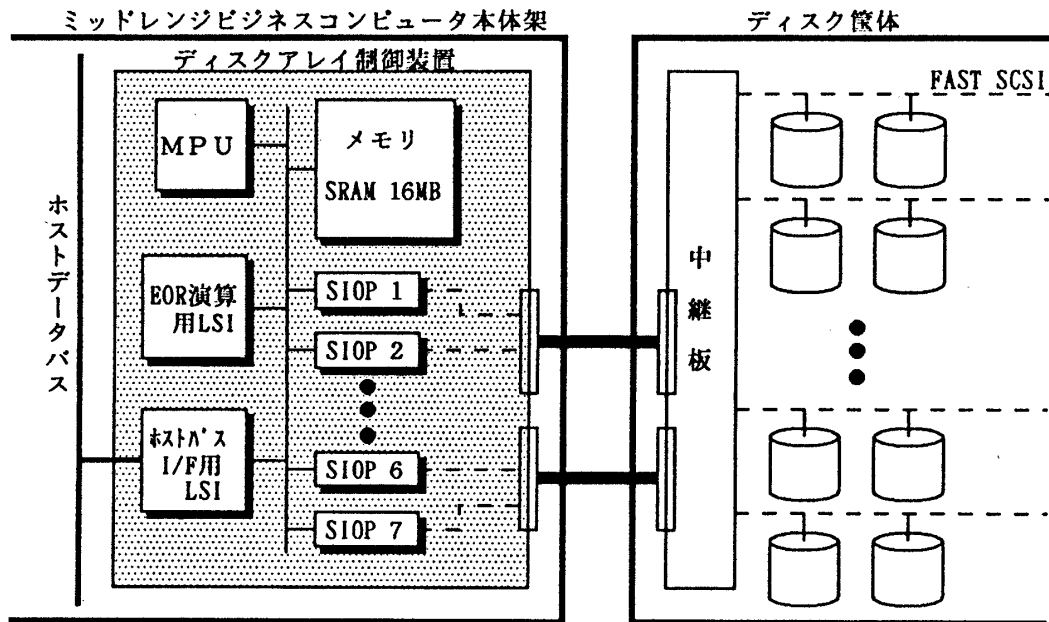 ミッドレンジビジネスコンピュータ本体架
ディスク筐体
ディスクアレイ制御装置
FAST SCSI
MPU
メモリ
SRAM 16MB
ホストデータバス
EOR演算
用LSI
SIOP 1
SIOP 2
中継板
ホストバス
I/F用
LSI
SIOP 6
SIOP 7